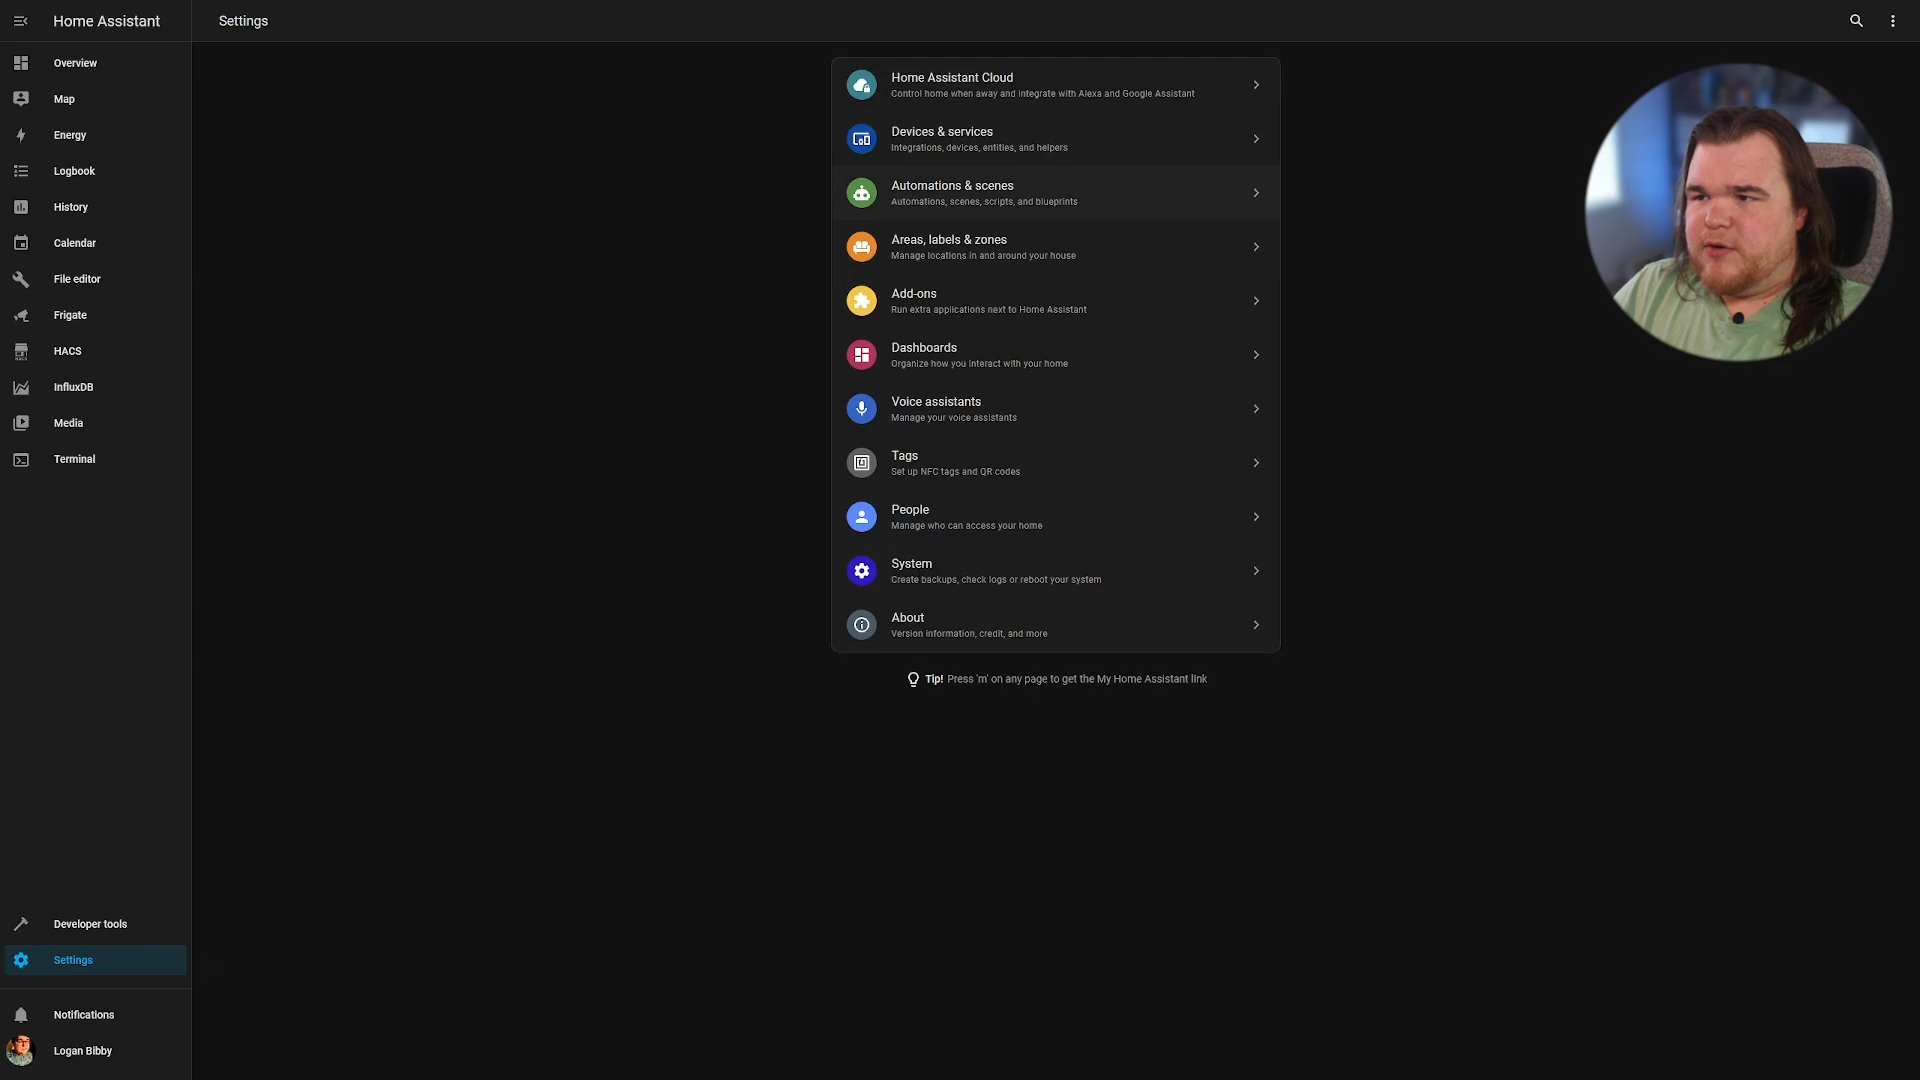 Home Assistant
Settings
Overview
Map
Energy
Logbook
History
Calendar
File editor
Frigate
HACS
InfluxDB
Media
Terminal
Developer tools
Settings
Notifications
Logan Bibby
Home Assistant Cloud
Control home when away and integrate with Alexa and Google Assistant
Devices & services
Integrations, devices, entities, and helpers
Automations & scenes
Automations, scenes, scripts, and blueprints
Areas, labels & zones
Manage locations in and around your house
Add-ons
Run extra applications next to Home Assistant
Dashboards
Organize how you interact with your home
Voice assistants
Manage your voice assistants
Tags
Set up NFC tags and QR codes
People
Manage who can access your home
System
Create backups, check logs or reboot your system
About
Version information, credit, and more
Tip! Press 'm' on any page to get the My Home Assistant link